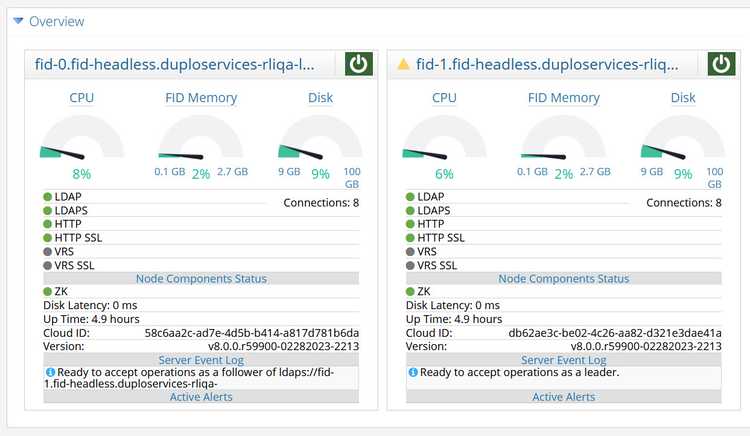 Overview
fid-0.fid-headless.duploservices-rliqa-l...
CPU
FID Memory
Disk
8%
0.1 GB
2%
2.7 GB
9 GB
9%
100 GB
LDAP
Connections: 8
LDAPS
HTTP
HTTP SSL
VRS
VRS SSL
Node Components Status
ZK
Disk Latency: 0 ms
Up Time: 4.9 hours
Cloud ID: 58c6aa2c-ad7e-4d5b-b414-a817d781b6da
Version: v8.0.0.r59900-02282023-2213
Server Event Log
Ready to accept operations as a follower of ldaps://fid-
1.fid-headless.duploservices-rliqa-
Active Alerts
fid-1.fid-headless.duploservices-rliq...
CPU
FID Memory
Disk
6%
0.1 GB
2%
2.7 GB
9 GB
9%
100 GB
LDAP
Connections: 8
LDAPS
HTTP
HTTP SSL
VRS
VRS SSL
Node Components Status
ZK
Disk Latency: 0 ms
Up Time: 4.9 hours
Cloud ID: db62ae3c-be02-4c26-aa82-d321e3dae41a
Version: v8.0.0.r59900-02282023-2213
Server Event Log
Ready to accept operations as a leader.
Active Alerts